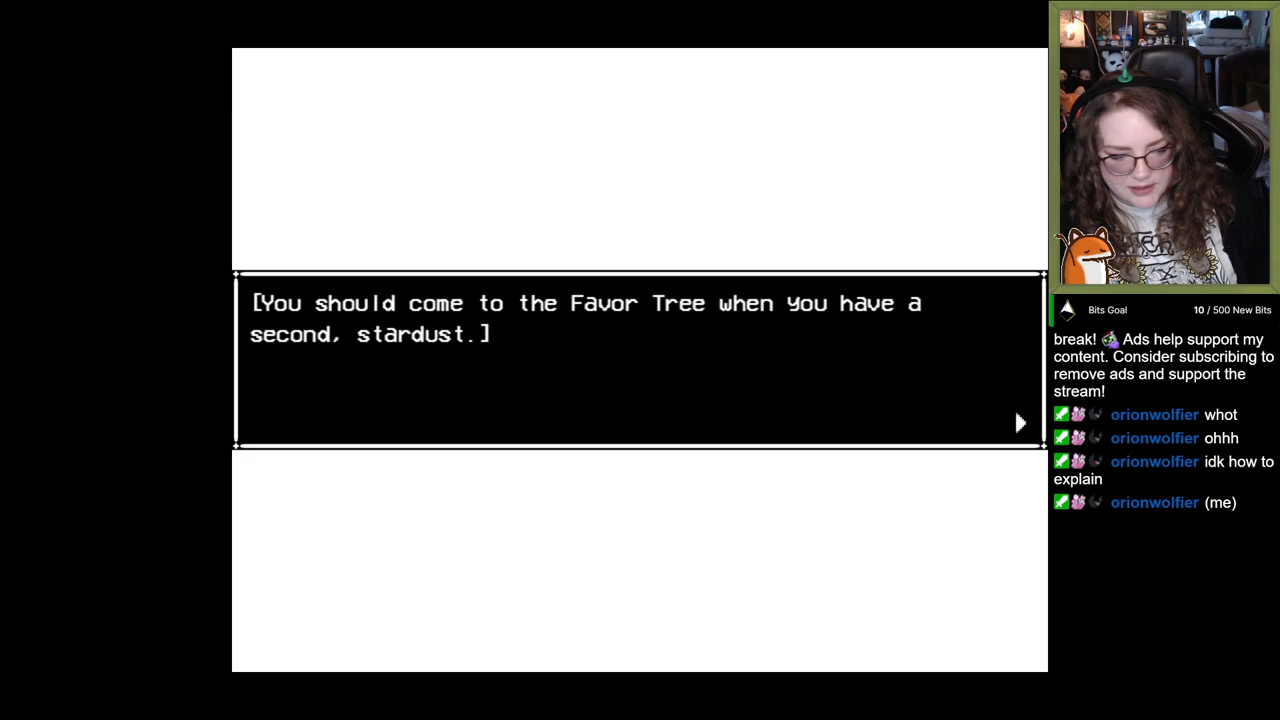 [You should come to the Favor Tree when you have a
second, stardust.]
Bits Goal
10 / 500 New Bits
break! Ads help support my
content. Consider subscribing to
remove ads and support the
stream!
orionwolfier whot
orionwolfier ohhh
orionwolfier idk how to
explain
orionwolfier (me)